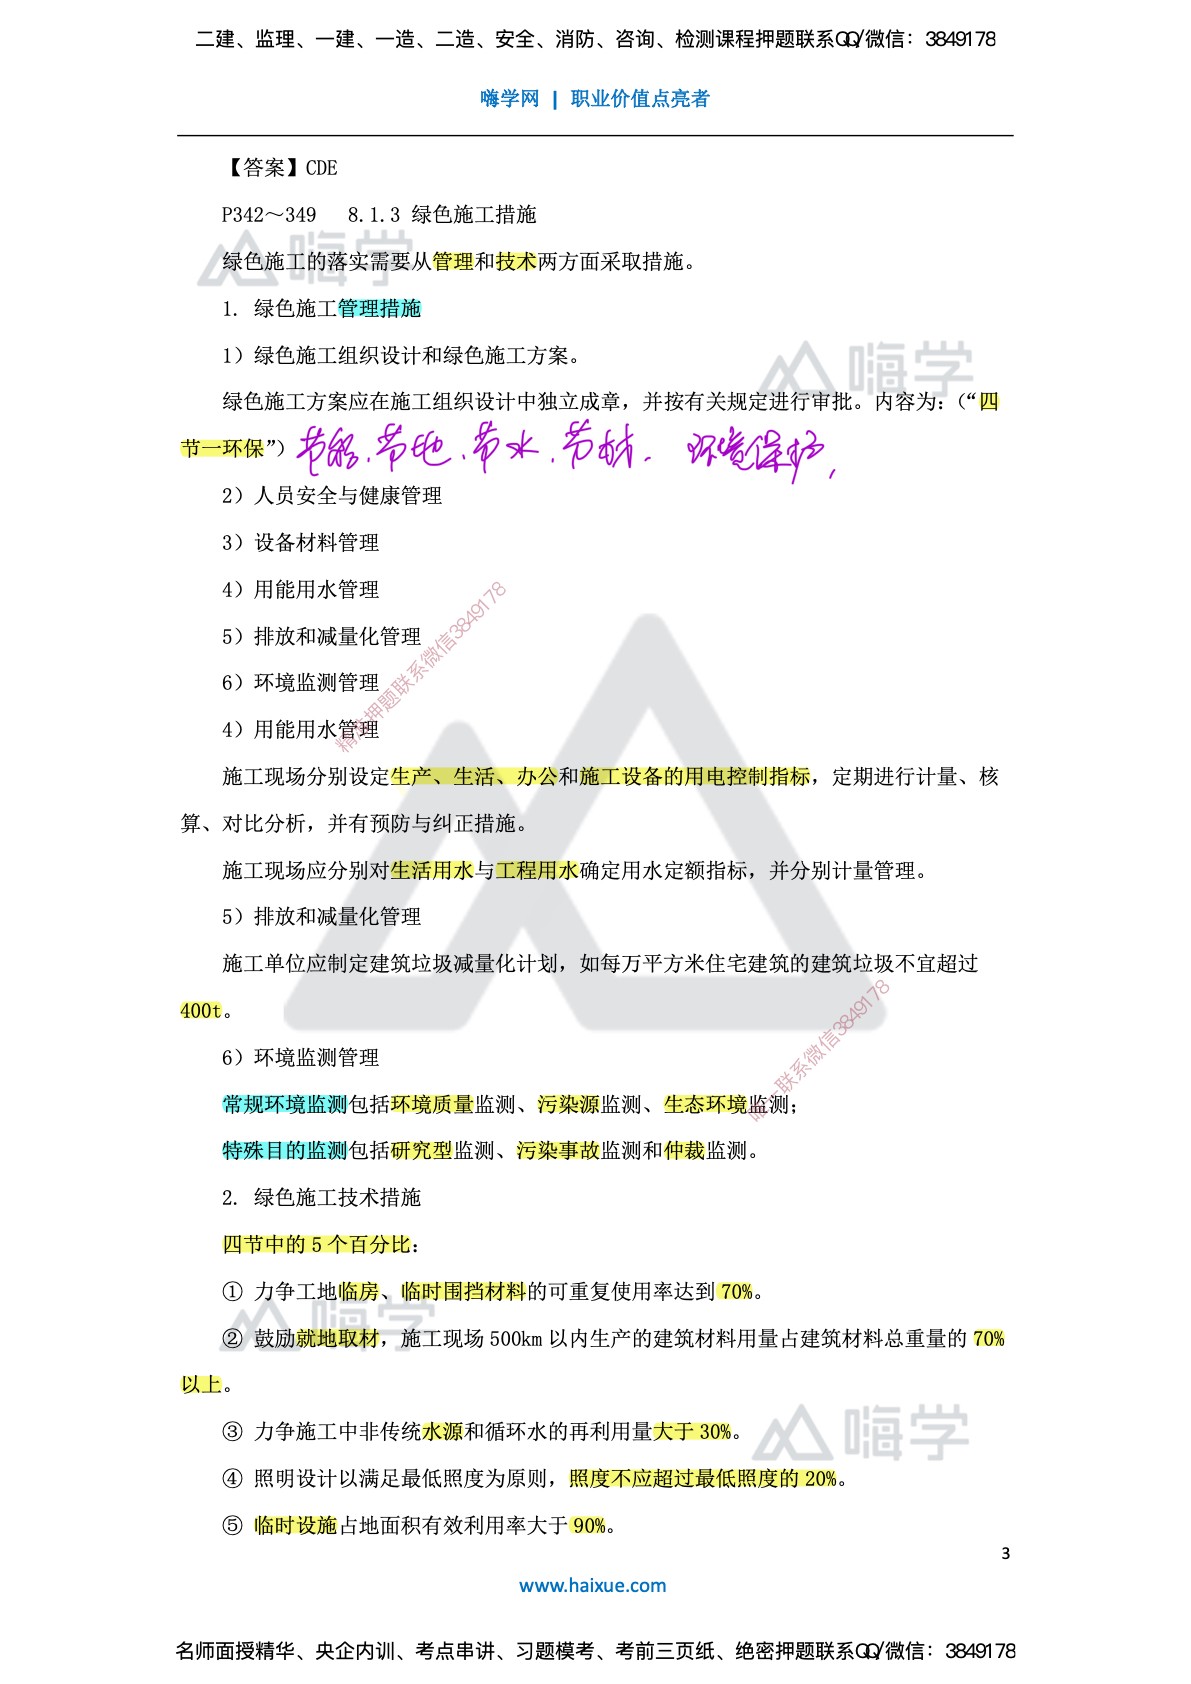 二建、监理、一建、一造、二造、安全、消防、咨询、检测课程押题联系QQ/微信：3849178
嗨学网 | 职业价值点亮者
【答案】CDE
P342～349 8.1.3 绿色施工措施
嗨学
绿色施工的落实需要从管理和技术两方面采取措施。
1. 绿色施工管理措施
1）绿色施工组织设计和绿色施工方案。
嗨学
绿色施工方案应在施工组织设计中独立成章，并按有关规定进行审批。内容为：（“四
节一环保”）节能、节地、节水、节材. 环境保护,
2）人员安全与健康管理
3）设备材料管理
4）用能用水管理
5）排放和减量化管理
6）环境监测管理
精准押题联系微信3849178
4）用能用水管理
施工现场分别设定生产、生活、办公和施工设备的用电控制指标，定期进行计量、核
算、对比分析，并有预防与纠正措施。
施工现场应分别对生活用水与工程用水确定用水定额指标，并分别计量管理。
5）排放和减量化管理
施工单位应制定建筑垃圾减量化计划，如每万平方米住宅建筑的建筑垃圾不宜超过
400t。
6）环境监测管理
联系微信3849178
常规环境监测包括环境质量监测、污染源监测、生态环境监测；
特殊目的监测包括研究型监测、污染事故监测和仲裁监测。
2. 绿色施工技术措施
四节中的 5 个百分比：
① 力争工地临房、临时围挡材料的可重复使用率达到 70%。
嗨学
② 鼓励就地取材，施工现场 500km 以内生产的建筑材料用量占建筑材料总重量的 70%
以上。
③ 力争施工中非传统水源和循环水的再利用量大于 30%。
嗨学
④ 照明设计以满足最低照度为原则，照度不应超过最低照度的 20%。
⑤ 临时设施占地面积有效利用率大于 90%。
3
www.haixue.com
名师面授精华、央企内训、考点串讲、习题模考、考前三页纸、绝密押题联系QQ/微信：3849178